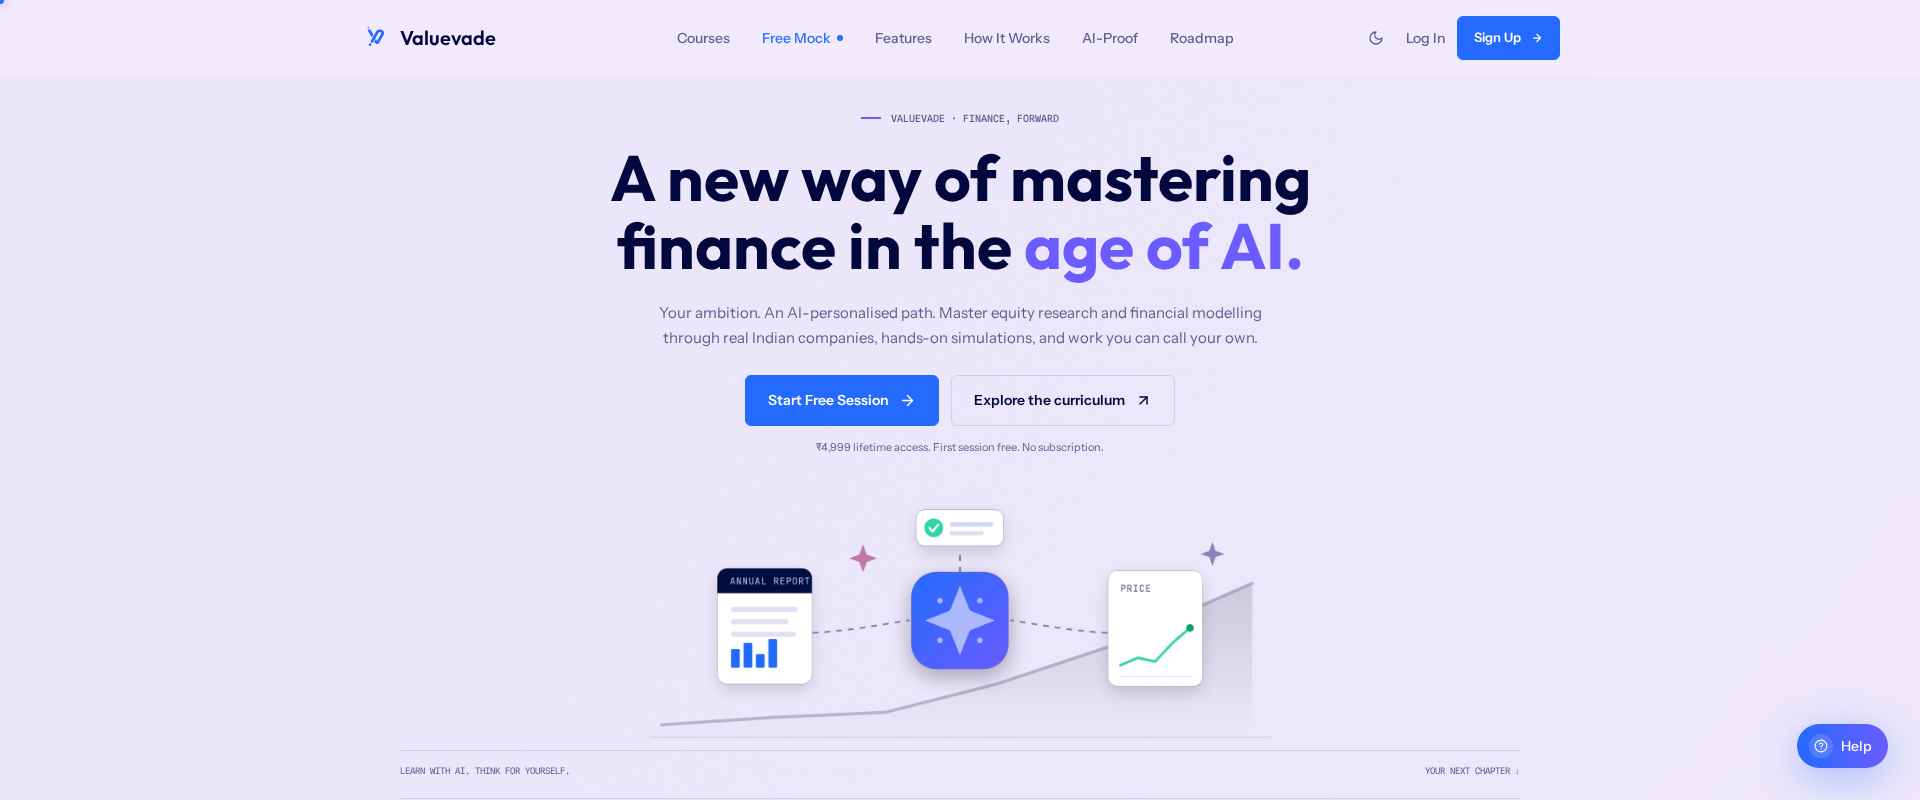 Valuevade
Courses
Free Mock
Features
How It Works
AI-Proof
Roadmap
Log In
Sign Up
VALUEVADE · FINANCE, FORWARD
A new way of mastering
finance in the age of AI.
Your ambition. An AI-personalised path. Master equity research and financial modelling
through real Indian companies, hands-on simulations, and work you can call your own.
Start Free Session
Explore the curriculum
₹4,999 lifetime access. First session free. No subscription.
ANNUAL REPORT
PRICE
LEARN WITH AI. THINK FOR YOURSELF.
YOUR NEXT CHAPTER ↓
Help